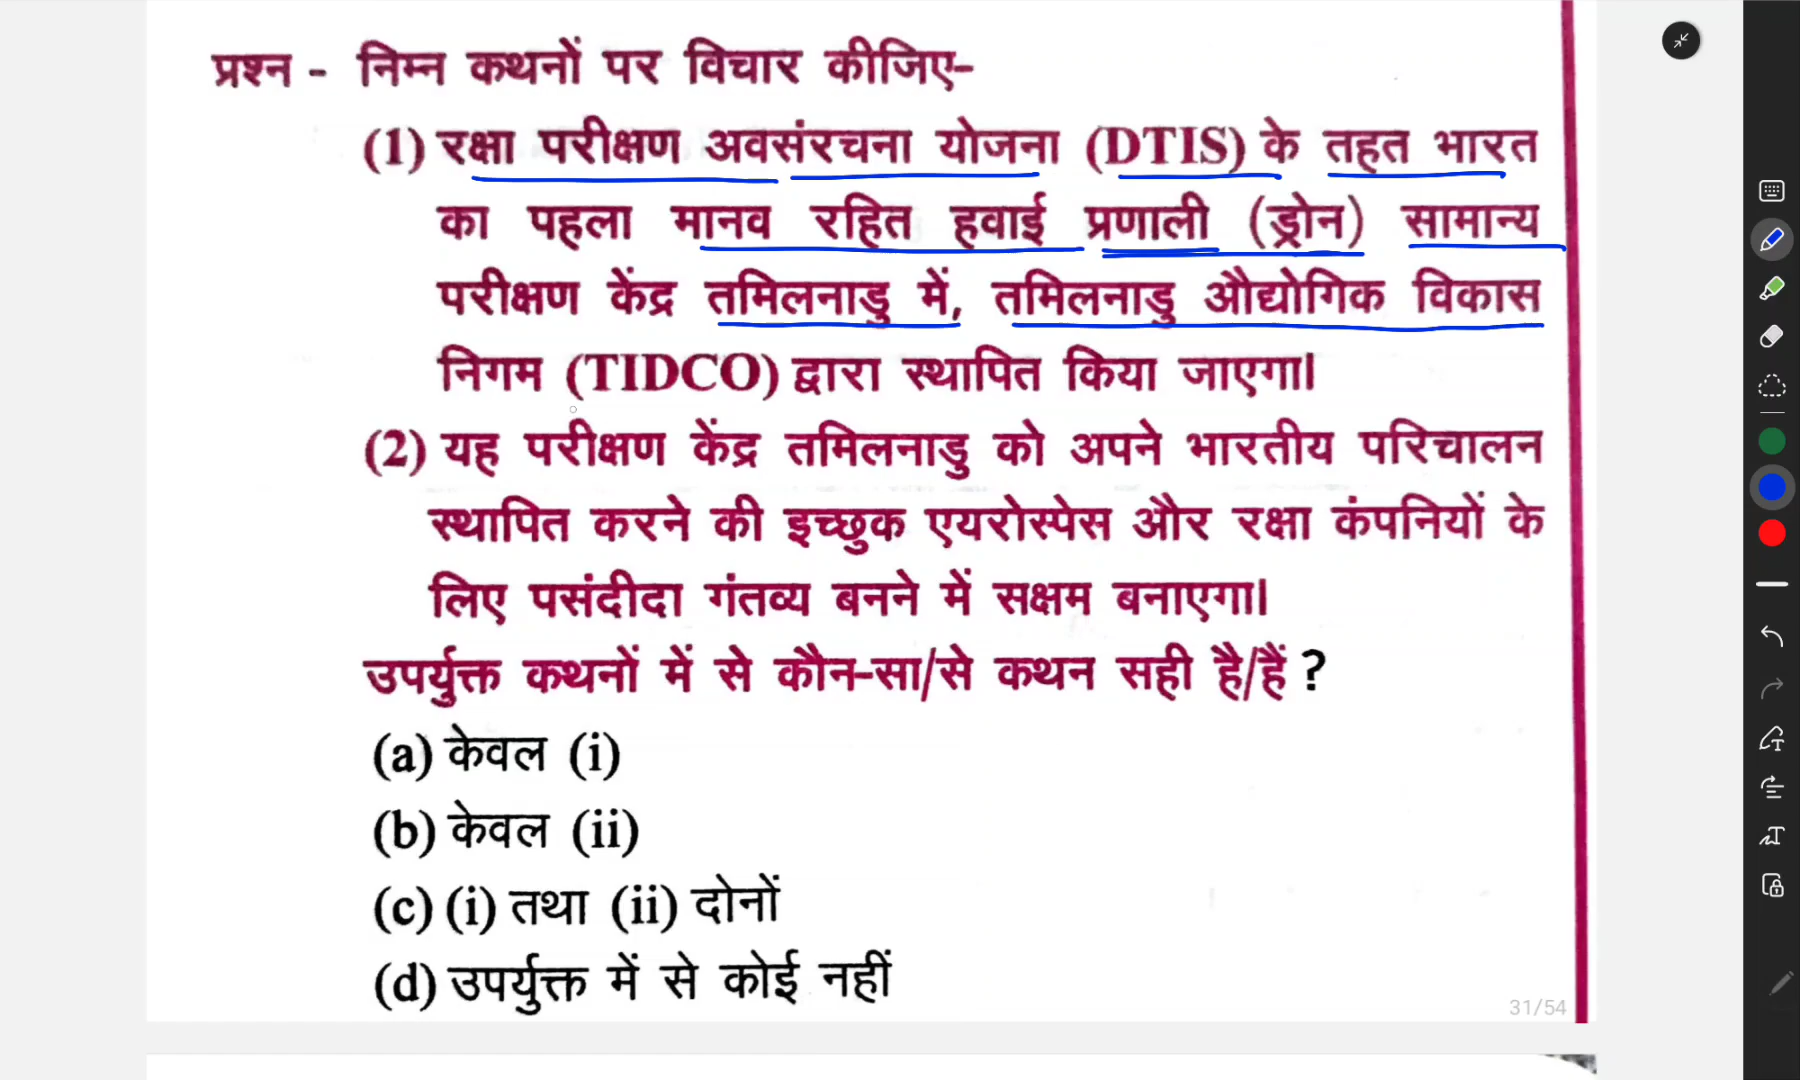 प्रश्न - निम्न कथनों पर विचार कीजिए-
(1) रक्षा परीक्षण अवसंरचना योजना (DTIS) के तहत भारत
का पहला मानव रहित हवाई प्रणाली (ड्रोन) सामान्य
परीक्षण केंद्र तमिलनाडु में, तमिलनाडु औद्योगिक विकास
निगम (TIDCO) द्वारा स्थापित किया जाएगा।
(2) यह परीक्षण केंद्र तमिलनाडु को अपने भारतीय परिचालन
स्थापित करने की इच्छुक एयरोस्पेस और रक्षा कंपनियों के
लिए पसंदीदा गंतव्य बनने में सक्षम बनाएगा।
उपर्युक्त कथनों में से कौन-सा/से कथन सही है/हैं ?
(a) केवल (i)
(b) केवल (ii)
(c) (i) तथा (ii) दोनों
(d) उपर्युक्त में से कोई नहीं
31/54